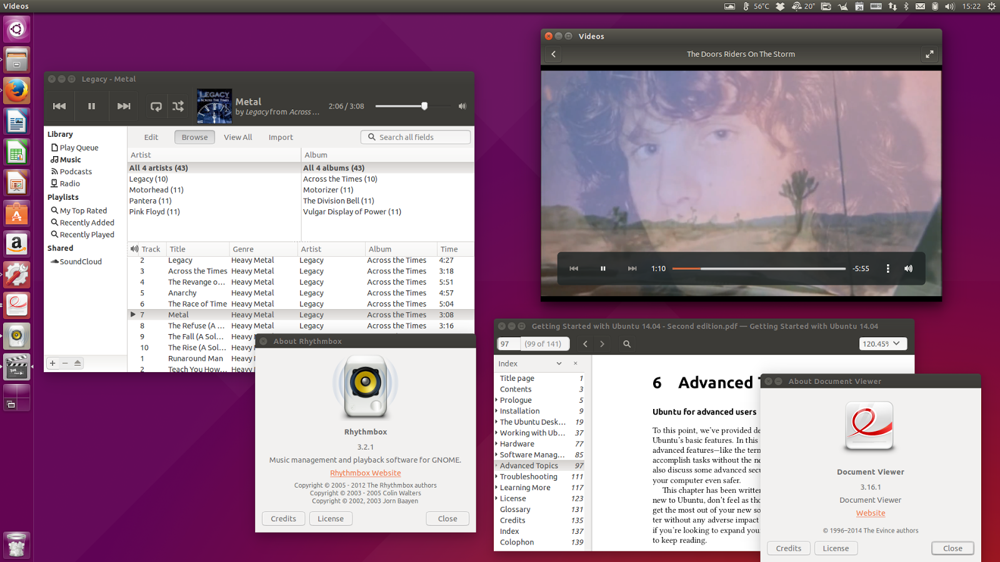 Videos
56°C
20°
24
15:22
Legacy - Metal
LEGACY
ACROSS THE TIMES
Metal
by Legacy from Across ...
2:06 / 3:08
Library
Play Queue
Music
Podcasts
Radio
Playlists
My Top Rated
Recently Added
Recently Played
Shared
SoundCloud
Edit Browse View All Import
Search all fields
Artist Album
All 4 artists (43) All 4 albums (43)
Legacy (10) Across the Times (10)
Motorhead (11) Motorizer (11)
Pantera (11) The Division Bell (11)
Pink Floyd (11) Vulgar Display of Power (11)
Track Title Genre Artist Album Time
2 Legacy Heavy Metal Legacy Across the Times 4:27
3 Across the Times Heavy Metal Legacy Across the Times 3:18
4 The Revenge o... Heavy Metal Legacy Across the Times 5:51
5 Anarchy Heavy Metal Legacy Across the Times 4:57
6 The Race of Time Heavy Metal Legacy Across the Times 5:04
7 Metal Heavy Metal Legacy Across the Times 3:08
8 The Refuse (A ... Heavy Metal Legacy Across the Times 3:16
9 The Fall (A Sol... Heavy M
10 The Rise (A Sol... Heavy M
1 Runaround Man Heavy M
2 Teach You How... Heavy M
About Rhythmbox
Rhythmbox
3.2.1
Music management and playback software for GNOME.
Rhythmbox Website
Copyright © 2005 - 2012 The Rhythmbox authors
Copyright © 2003 - 2005 Colin Walters
Copyright © 2002, 2003 Jorn Baayen
Credits License Close
Videos
The Doors Riders On The Storm
1:10 -5:55
Getting Started with Ubuntu 14.04 - Second edition.pdf — Getting Started with Ubuntu 14.04
97 (99 of 141)
120.45%
Index
Title page 1
Contents 3
Prologue 5
Installation 9
The Ubuntu Desk... 19
Working with Ub... 37
Hardware 77
Software Manag... 85
Advanced Topics 97
Troubleshooting 111
Learning More 117
License 123
Glossary 131
Credits 135
Index 137
Colophon 139
6 Advanced T
Ubuntu for advanced users
To this point, we've provided de
Ubuntu's basic features. In this
advanced features—like the tern
accomplish tasks without the ne
also discuss some advanced secu
your computer even safer.
This chapter has been written
new to Ubuntu, don't feel as tho
get the most out of your new so
ter without any adverse impact
if you're looking to expand you
to keep reading.
About Document Viewer
Document Viewer
3.16.1
Document Viewer
Website
© 1996–2014 The Evince authors
Credits License Close